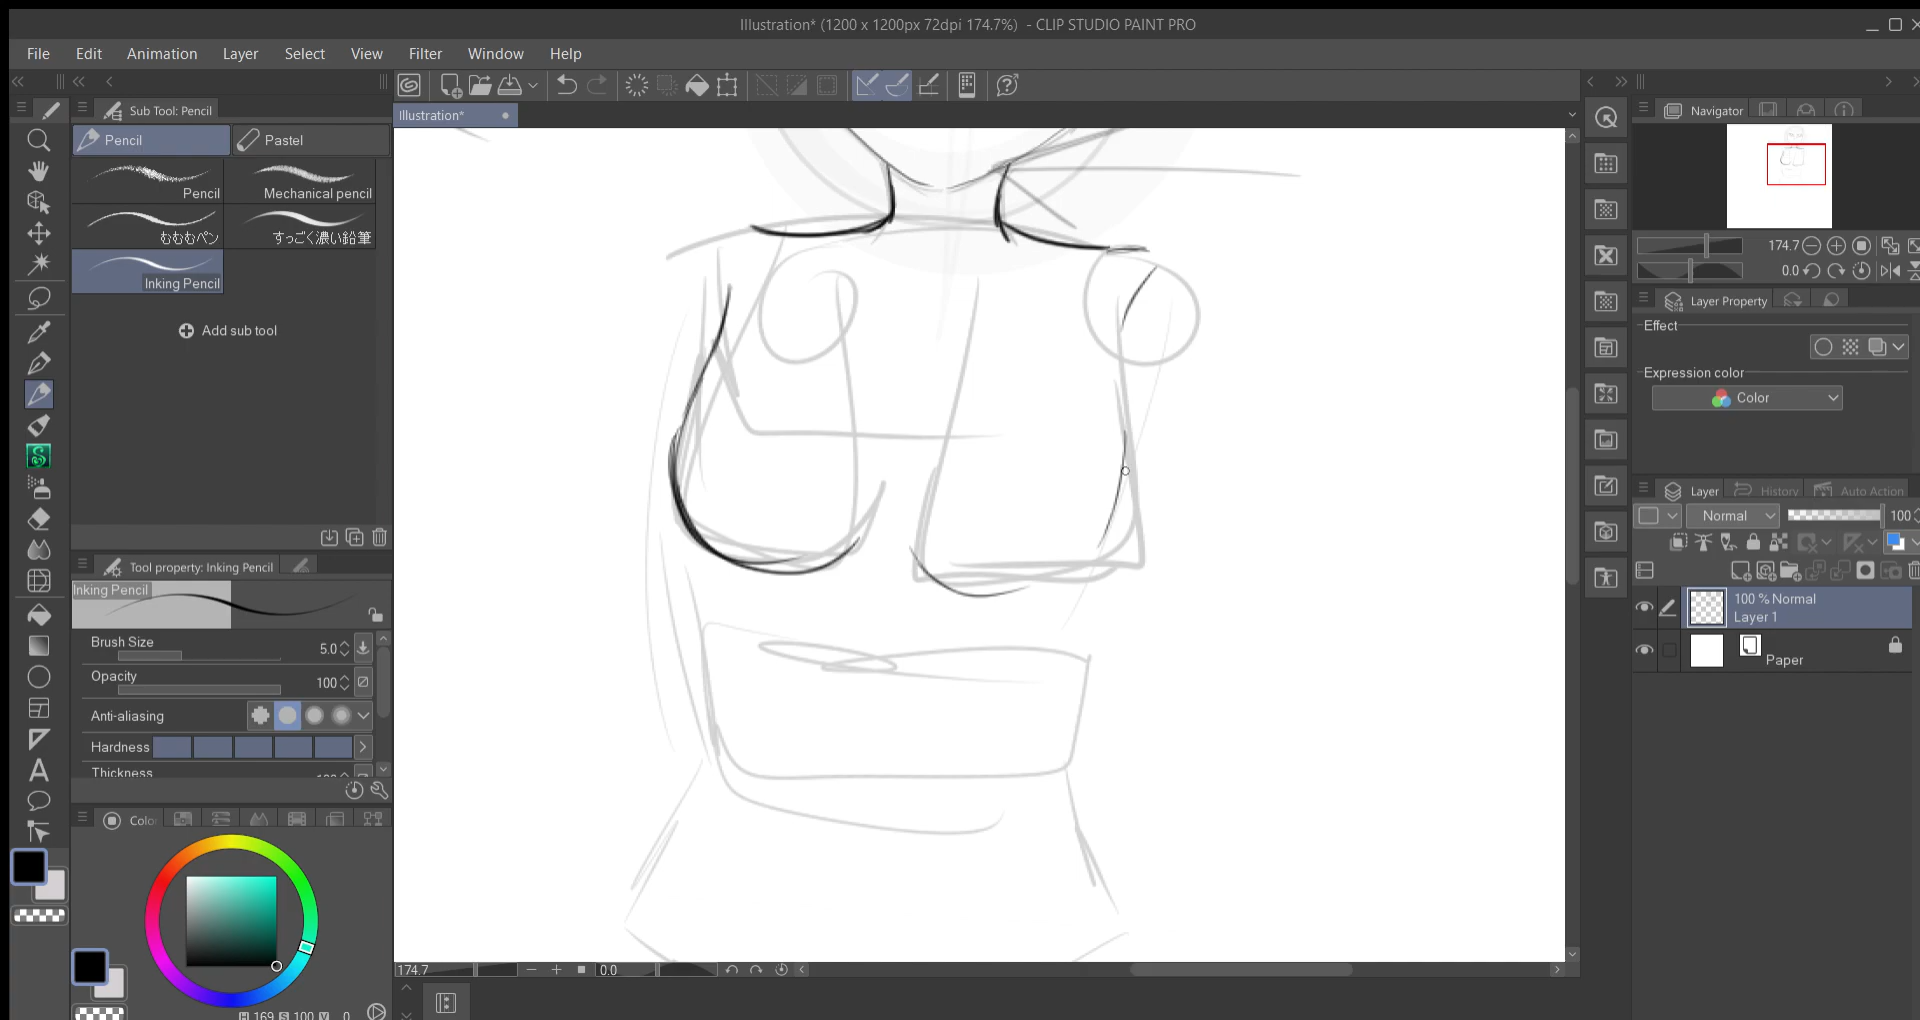 Illustration* (1200 x 1200px 72dpi 174.7%) - CLIP STUDIO PAINT PRO
File Edit Animation Layer Select View Filter Window Help
Sub Tool: Pencil
Pencil Pastel
Pencil Mechanical pencil
むむむペン すっごく濃い鉛筆
Inking Pencil
Add sub tool
Illustration*
Tool property: Inking Pencil
Inking Pencil
Brush Size 5.0
Opacity 100
Anti-aliasing
Hardness
Thickness
Color
H 169 S 100 V 0
174.7 0.0
Navigator
174.7
0.0
Layer Property
Effect
Expression color
Color
Layer History Auto Action
Normal 100
100 % Normal
Layer 1
Paper